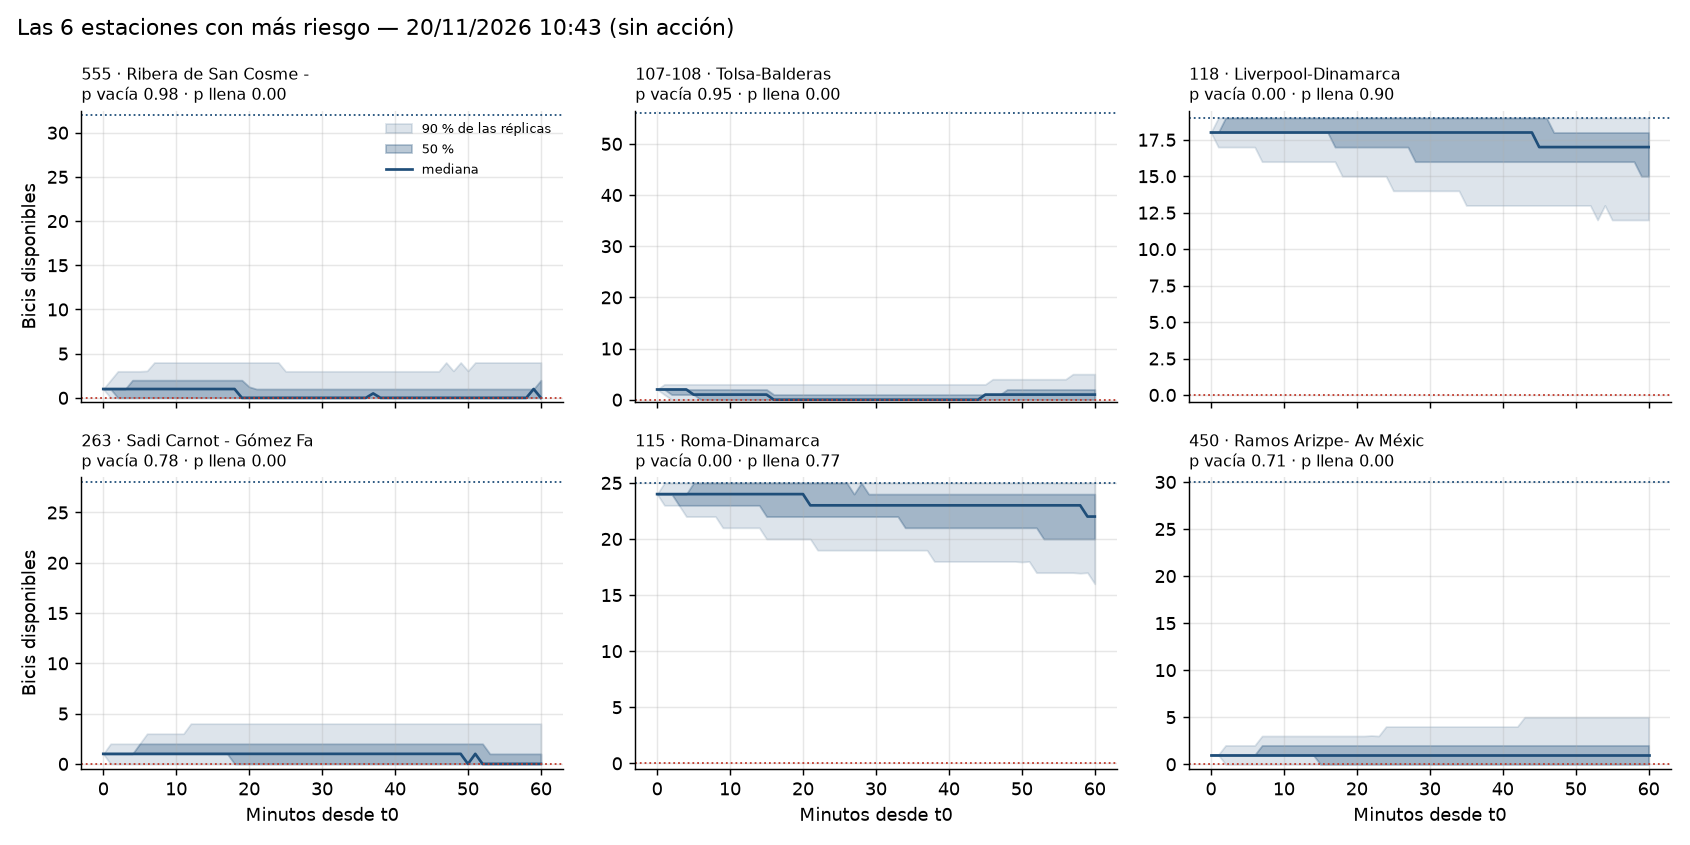 Las 6 estaciones con más riesgo — 20/11/2026 10:43 (sin acción)
555 · Ribera de San Cosme -
p vacía 0.98 · p llena 0.00
90 % de las réplicas
50 %
mediana
Bicis disponibles
30
25
20
15
10
5
0
107-108 · Tolsa-Balderas
p vacía 0.95 · p llena 0.00
50
40
30
20
10
0
118 · Liverpool-Dinamarca
p vacía 0.00 · p llena 0.90
17.5
15.0
12.5
10.0
7.5
5.0
2.5
0.0
263 · Sadi Carnot - Gómez Fa
p vacía 0.78 · p llena 0.00
Bicis disponibles
25
20
15
10
5
0
0 10 20 30 40 50 60
Minutos desde t0
115 · Roma-Dinamarca
p vacía 0.00 · p llena 0.77
25
20
15
10
5
0
0 10 20 30 40 50 60
Minutos desde t0
450 · Ramos Arizpe- Av Méxic
p vacía 0.71 · p llena 0.00
30
25
20
15
10
5
0
0 10 20 30 40 50 60
Minutos desde t0